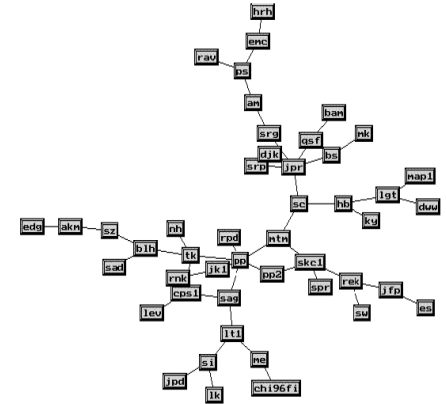 hrh
emc
rav
ps
am
bam
srg
qsf
mk
djk
bs
srp
jpr
map1
lgt
sc
hb
dww
ky
edg
akm
nh
sz
rpd
mtm
blh
tk
pp
skc1
sad
jk1
rnk
pp2
rek
spr
cps1
jfp
sag
lev
sw
es
lt1
si
me
jpd
lk
chi96fi